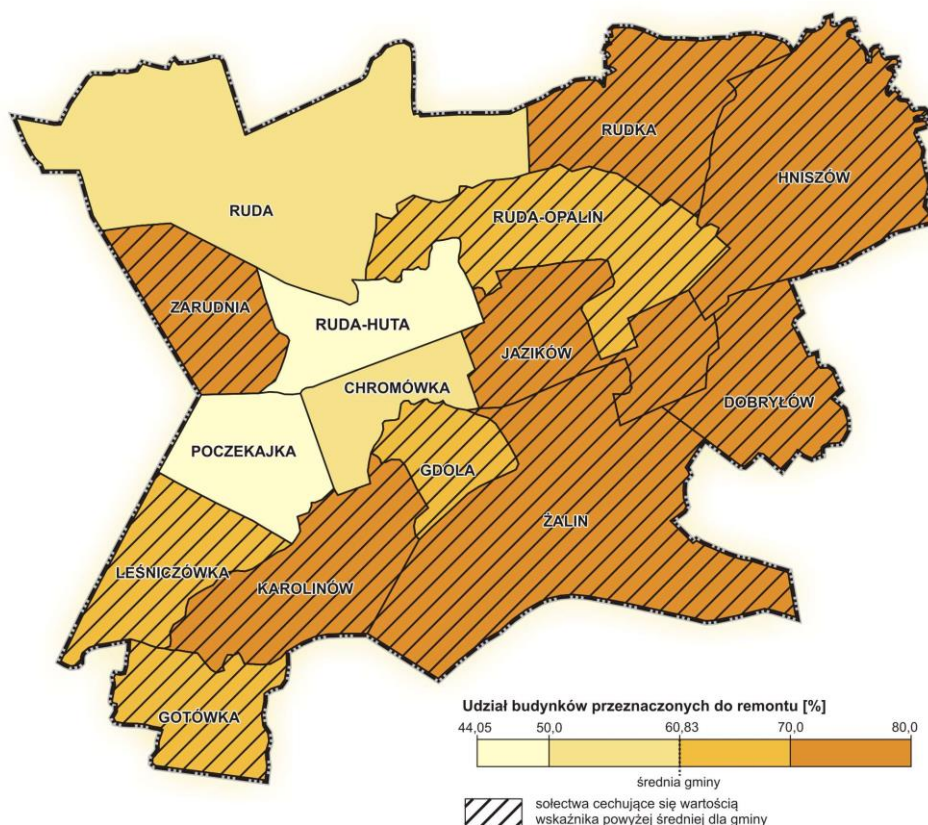 RUDKA
HNISZÓW
RUDA
RUDA-OPALIN
ZARUDNIA
RUDA-HUTA
JAZIKÓW
CHROMÓWKA
DOBRYŁÓW
POCZEKAJKA
GDOLA
ŻALIN
LEŚNICZÓWKA
KAROLINÓW
GOTÓWKA
Udział budynków przeznaczonych do remontu [%]
44,05 50,0 60,83 70,0 80,0
średnia gminy
sołectwa cechujące się wartością
wskaźnika powyżej średniej dla gminy